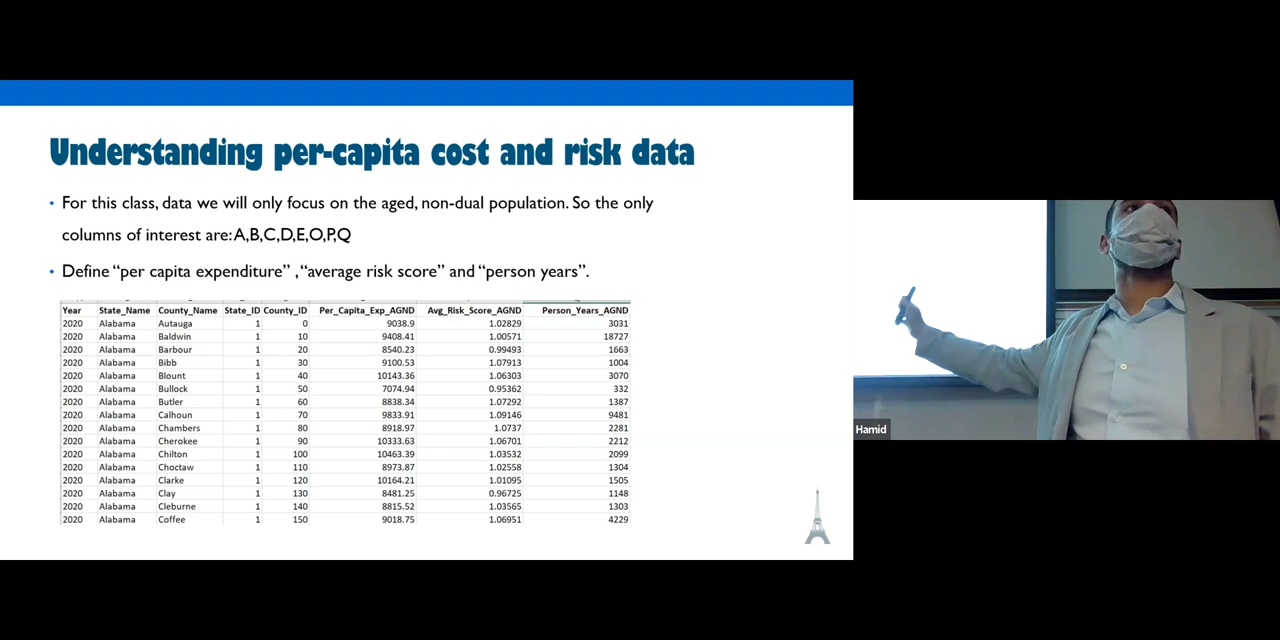 Understanding per-capita cost and risk data
• For this class, data we will only focus on the aged, non-dual population. So the only
columns of interest are: A,B,C,D,E,O,P,Q
• Define “per capita expenditure” , “average risk score” and “person years”.
Year State_Name County_Name State_ID County_ID Per_Capita_Exp_AGND Avg_Risk_Score_AGND Person_Years_AGND
2020 Alabama Autauga 1 0 9038.9 1.02829 3031
2020 Alabama Baldwin 1 10 9408.41 1.00571 18727
2020 Alabama Barbour 1 20 8540.23 0.99493 1663
2020 Alabama Bibb 1 30 9100.53 1.07913 1004
2020 Alabama Blount 1 40 10143.36 1.06303 3070
2020 Alabama Bullock 1 50 7074.94 0.95362 332
2020 Alabama Butler 1 60 8838.34 1.07292 1387
2020 Alabama Calhoun 1 70 9833.91 1.09146 9481
2020 Alabama Chambers 1 80 8918.97 1.0737 2281
2020 Alabama Cherokee 1 90 10333.63 1.06701 2212
2020 Alabama Chilton 1 100 10463.39 1.03532 2099
2020 Alabama Choctaw 1 110 8973.87 1.02558 1304
2020 Alabama Clarke 1 120 10164.21 1.01095 1505
2020 Alabama Clay 1 130 8481.25 0.96725 1148
2020 Alabama Cleburne 1 140 8815.52 1.03565 1303
2020 Alabama Coffee 1 150 9018.75 1.06951 4229
Hamid